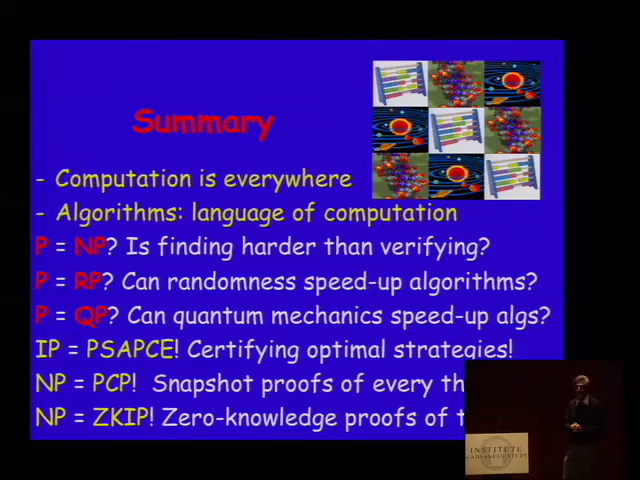 Summary
- Computation is everywhere
- Algorithms: language of computation
P = NP? Is finding harder than verifying?
P = RP? Can randomness speed-up algorithms?
P = QP? Can quantum mechanics speed-up algs?
IP = PSAPCE! Certifying optimal strategies!
NP = PCP! Snapshot proofs of every th
NP = ZKIP! Zero-knowledge proofs of t
INSTITUTE
ADVANCED STUDY